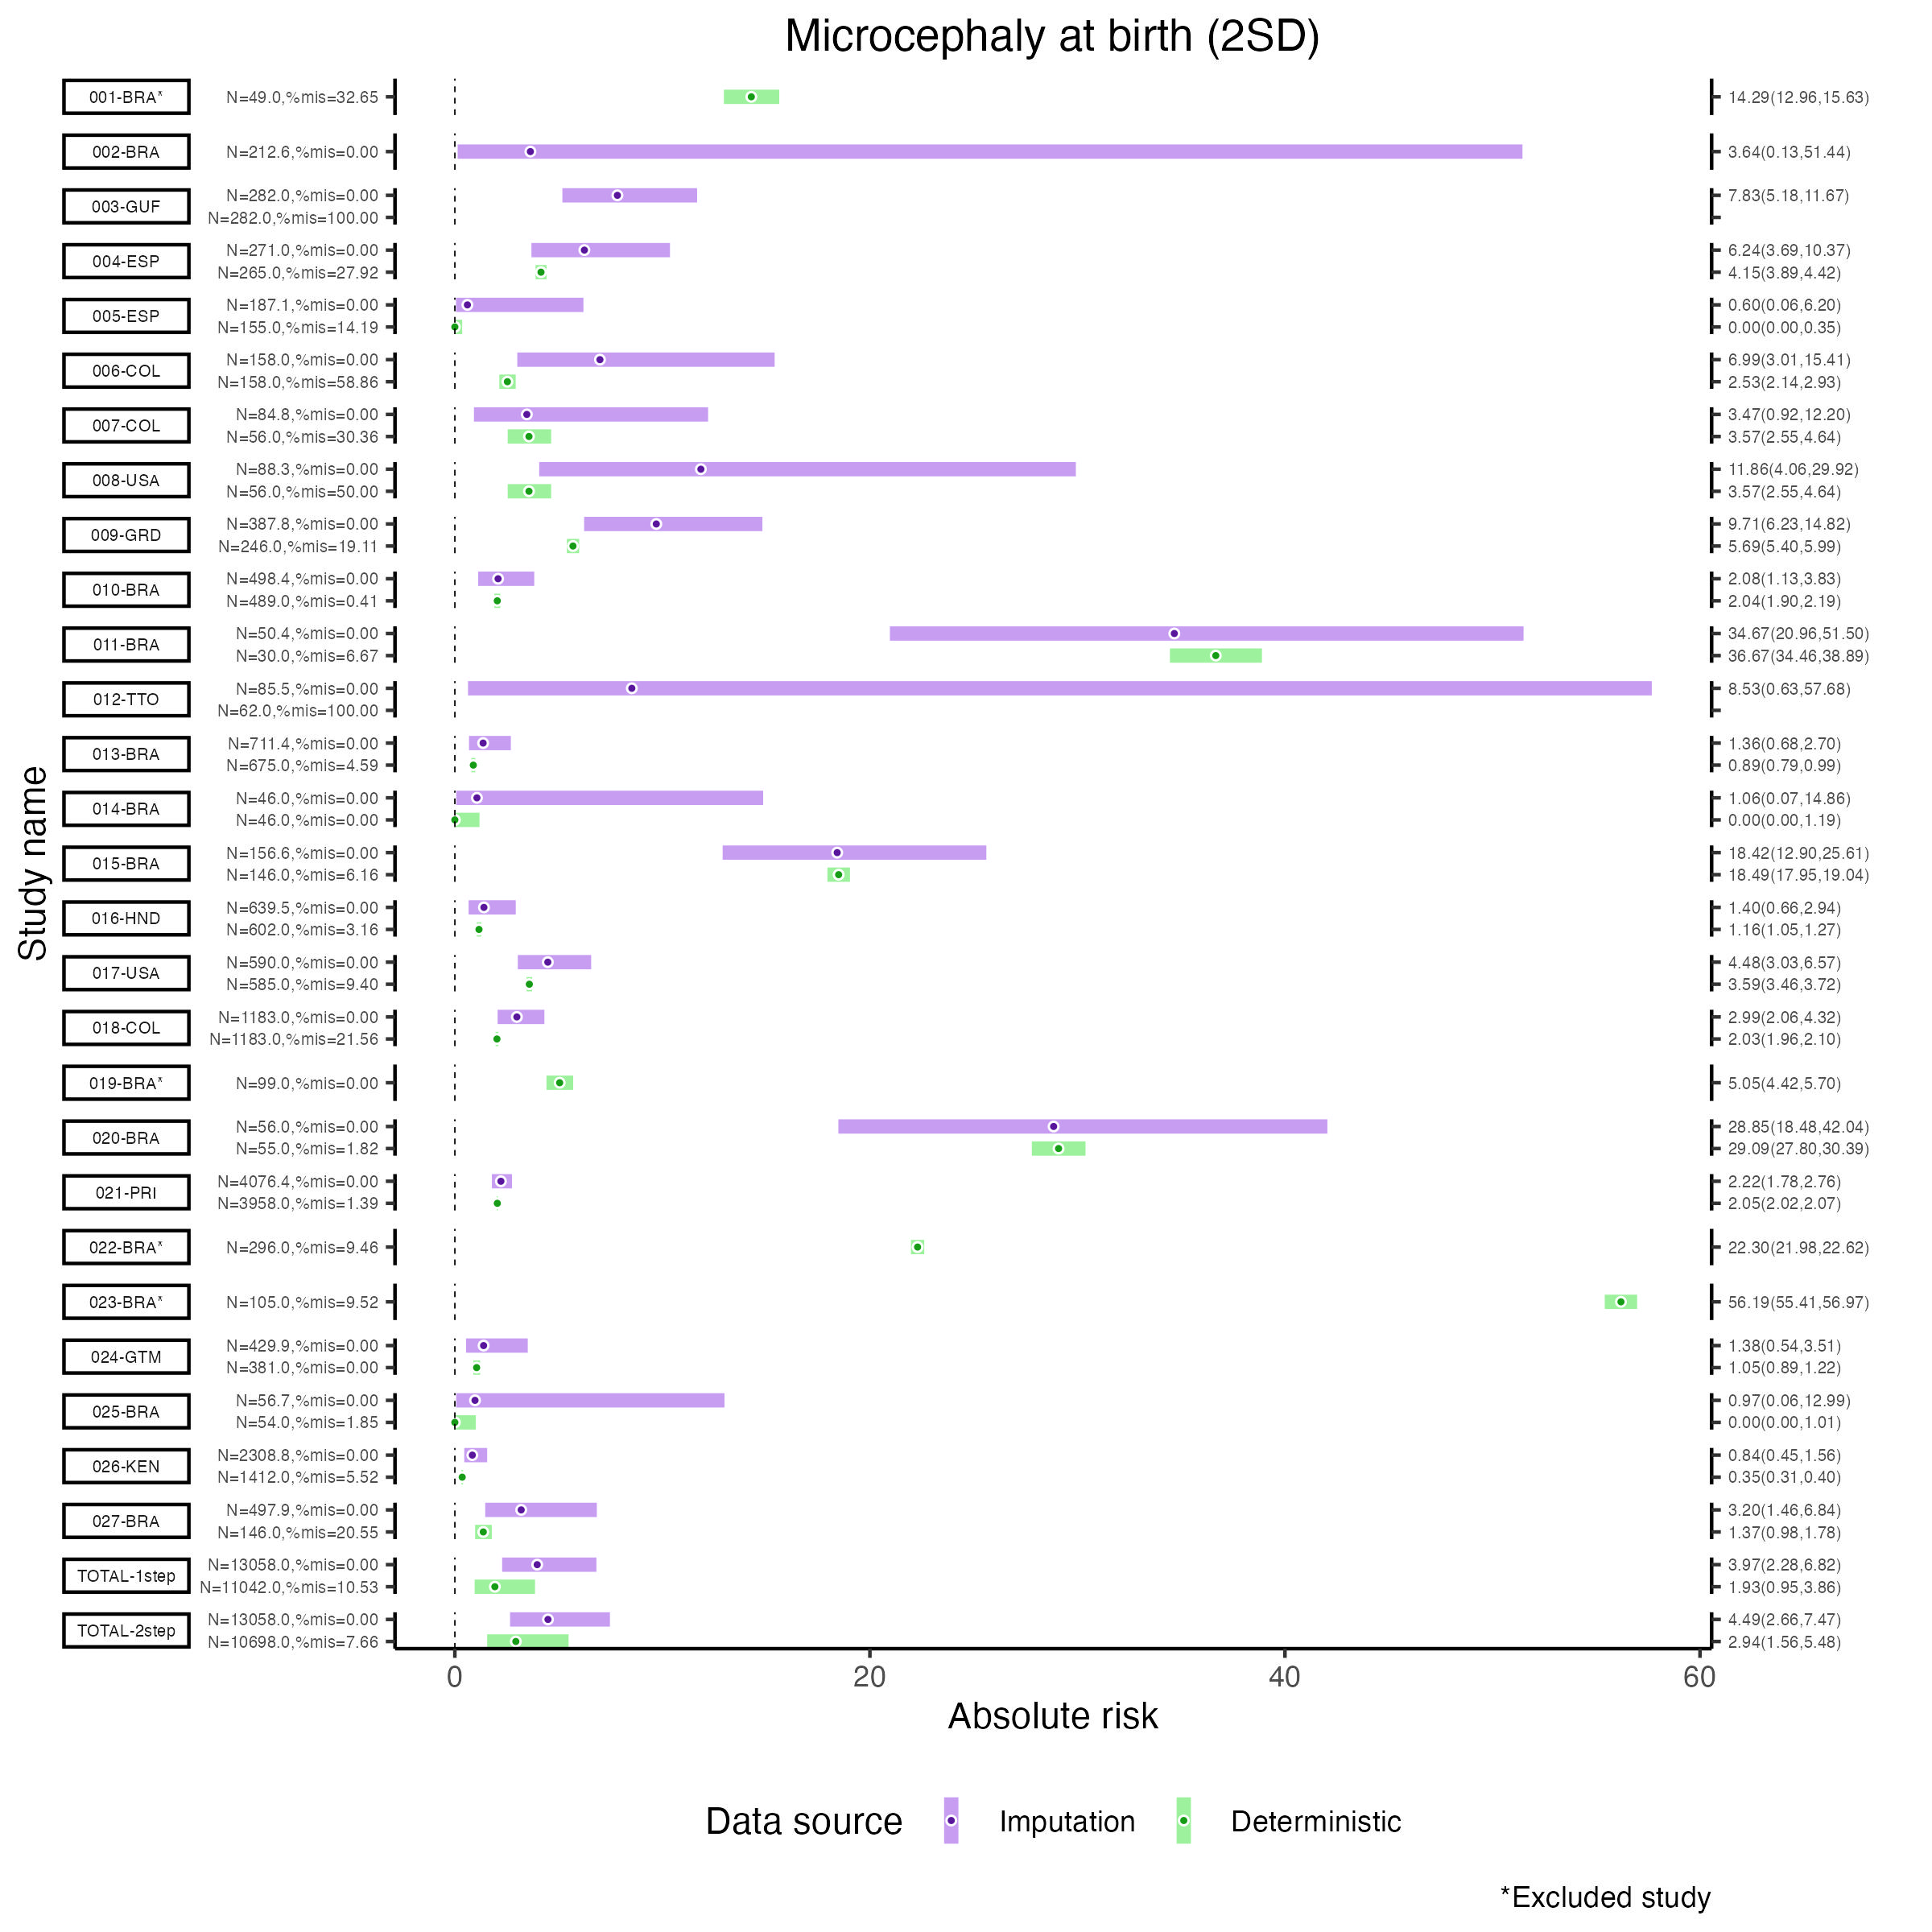 Microcephaly at birth (2SD)
Study name
001-BRA* N=49.0,%mis=32.65 14.29(12.96,15.63)
002-BRA N=212.6,%mis=0.00 3.64(0.13,51.44)
003-GUF
N=282.0,%mis=0.00 7.83(5.18,11.67)
N=282.0,%mis=100.00
004-ESP
N=271.0,%mis=0.00 6.24(3.69,10.37)
N=265.0,%mis=27.92 4.15(3.89,4.42)
005-ESP
N=187.1,%mis=0.00 0.60(0.06,6.20)
N=155.0,%mis=14.19 0.00(0.00,0.35)
006-COL
N=158.0,%mis=0.00 6.99(3.01,15.41)
N=158.0,%mis=58.86 2.53(2.14,2.93)
007-COL
N=84.8,%mis=0.00 3.47(0.92,12.20)
N=56.0,%mis=30.36 3.57(2.55,4.64)
008-USA
N=88.3,%mis=0.00 11.86(4.06,29.92)
N=56.0,%mis=50.00 3.57(2.55,4.64)
009-GRD
N=387.8,%mis=0.00 9.71(6.23,14.82)
N=246.0,%mis=19.11 5.69(5.40,5.99)
010-BRA
N=498.4,%mis=0.00 2.08(1.13,3.83)
N=489.0,%mis=0.41 2.04(1.90,2.19)
011-BRA
N=50.4,%mis=0.00 34.67(20.96,51.50)
N=30.0,%mis=6.67 36.67(34.46,38.89)
012-TTO
N=85.5,%mis=0.00 8.53(0.63,57.68)
N=62.0,%mis=100.00
013-BRA
N=711.4,%mis=0.00 1.36(0.68,2.70)
N=675.0,%mis=4.59 0.89(0.79,0.99)
014-BRA
N=46.0,%mis=0.00 1.06(0.07,14.86)
N=46.0,%mis=0.00 0.00(0.00,1.19)
015-BRA
N=156.6,%mis=0.00 18.42(12.90,25.61)
N=146.0,%mis=6.16 18.49(17.95,19.04)
016-HND
N=639.5,%mis=0.00 1.40(0.66,2.94)
N=602.0,%mis=3.16 1.16(1.05,1.27)
017-USA
N=590.0,%mis=0.00 4.48(3.03,6.57)
N=585.0,%mis=9.40 3.59(3.46,3.72)
018-COL
N=1183.0,%mis=0.00 2.99(2.06,4.32)
N=1183.0,%mis=21.56 2.03(1.96,2.10)
019-BRA* N=99.0,%mis=0.00 5.05(4.42,5.70)
020-BRA
N=56.0,%mis=0.00 28.85(18.48,42.04)
N=55.0,%mis=1.82 29.09(27.80,30.39)
021-PRI
N=4076.4,%mis=0.00 2.22(1.78,2.76)
N=3958.0,%mis=1.39 2.05(2.02,2.07)
022-BRA* N=296.0,%mis=9.46 22.30(21.98,22.62)
023-BRA* N=105.0,%mis=9.52 56.19(55.41,56.97)
024-GTM
N=429.9,%mis=0.00 1.38(0.54,3.51)
N=381.0,%mis=0.00 1.05(0.89,1.22)
025-BRA
N=56.7,%mis=0.00 0.97(0.06,12.99)
N=54.0,%mis=1.85 0.00(0.00,1.01)
026-KEN
N=2308.8,%mis=0.00 0.84(0.45,1.56)
N=1412.0,%mis=5.52 0.35(0.31,0.40)
027-BRA
N=497.9,%mis=0.00 3.20(1.46,6.84)
N=146.0,%mis=20.55 1.37(0.98,1.78)
TOTAL-1step
N=13058.0,%mis=0.00 3.97(2.28,6.82)
N=11042.0,%mis=10.53 1.93(0.95,3.86)
TOTAL-2step
N=13058.0,%mis=0.00 4.49(2.66,7.47)
N=10698.0,%mis=7.66 2.94(1.56,5.48)
0 20 40 60
Absolute risk
Data source Imputation Deterministic
*Excluded study